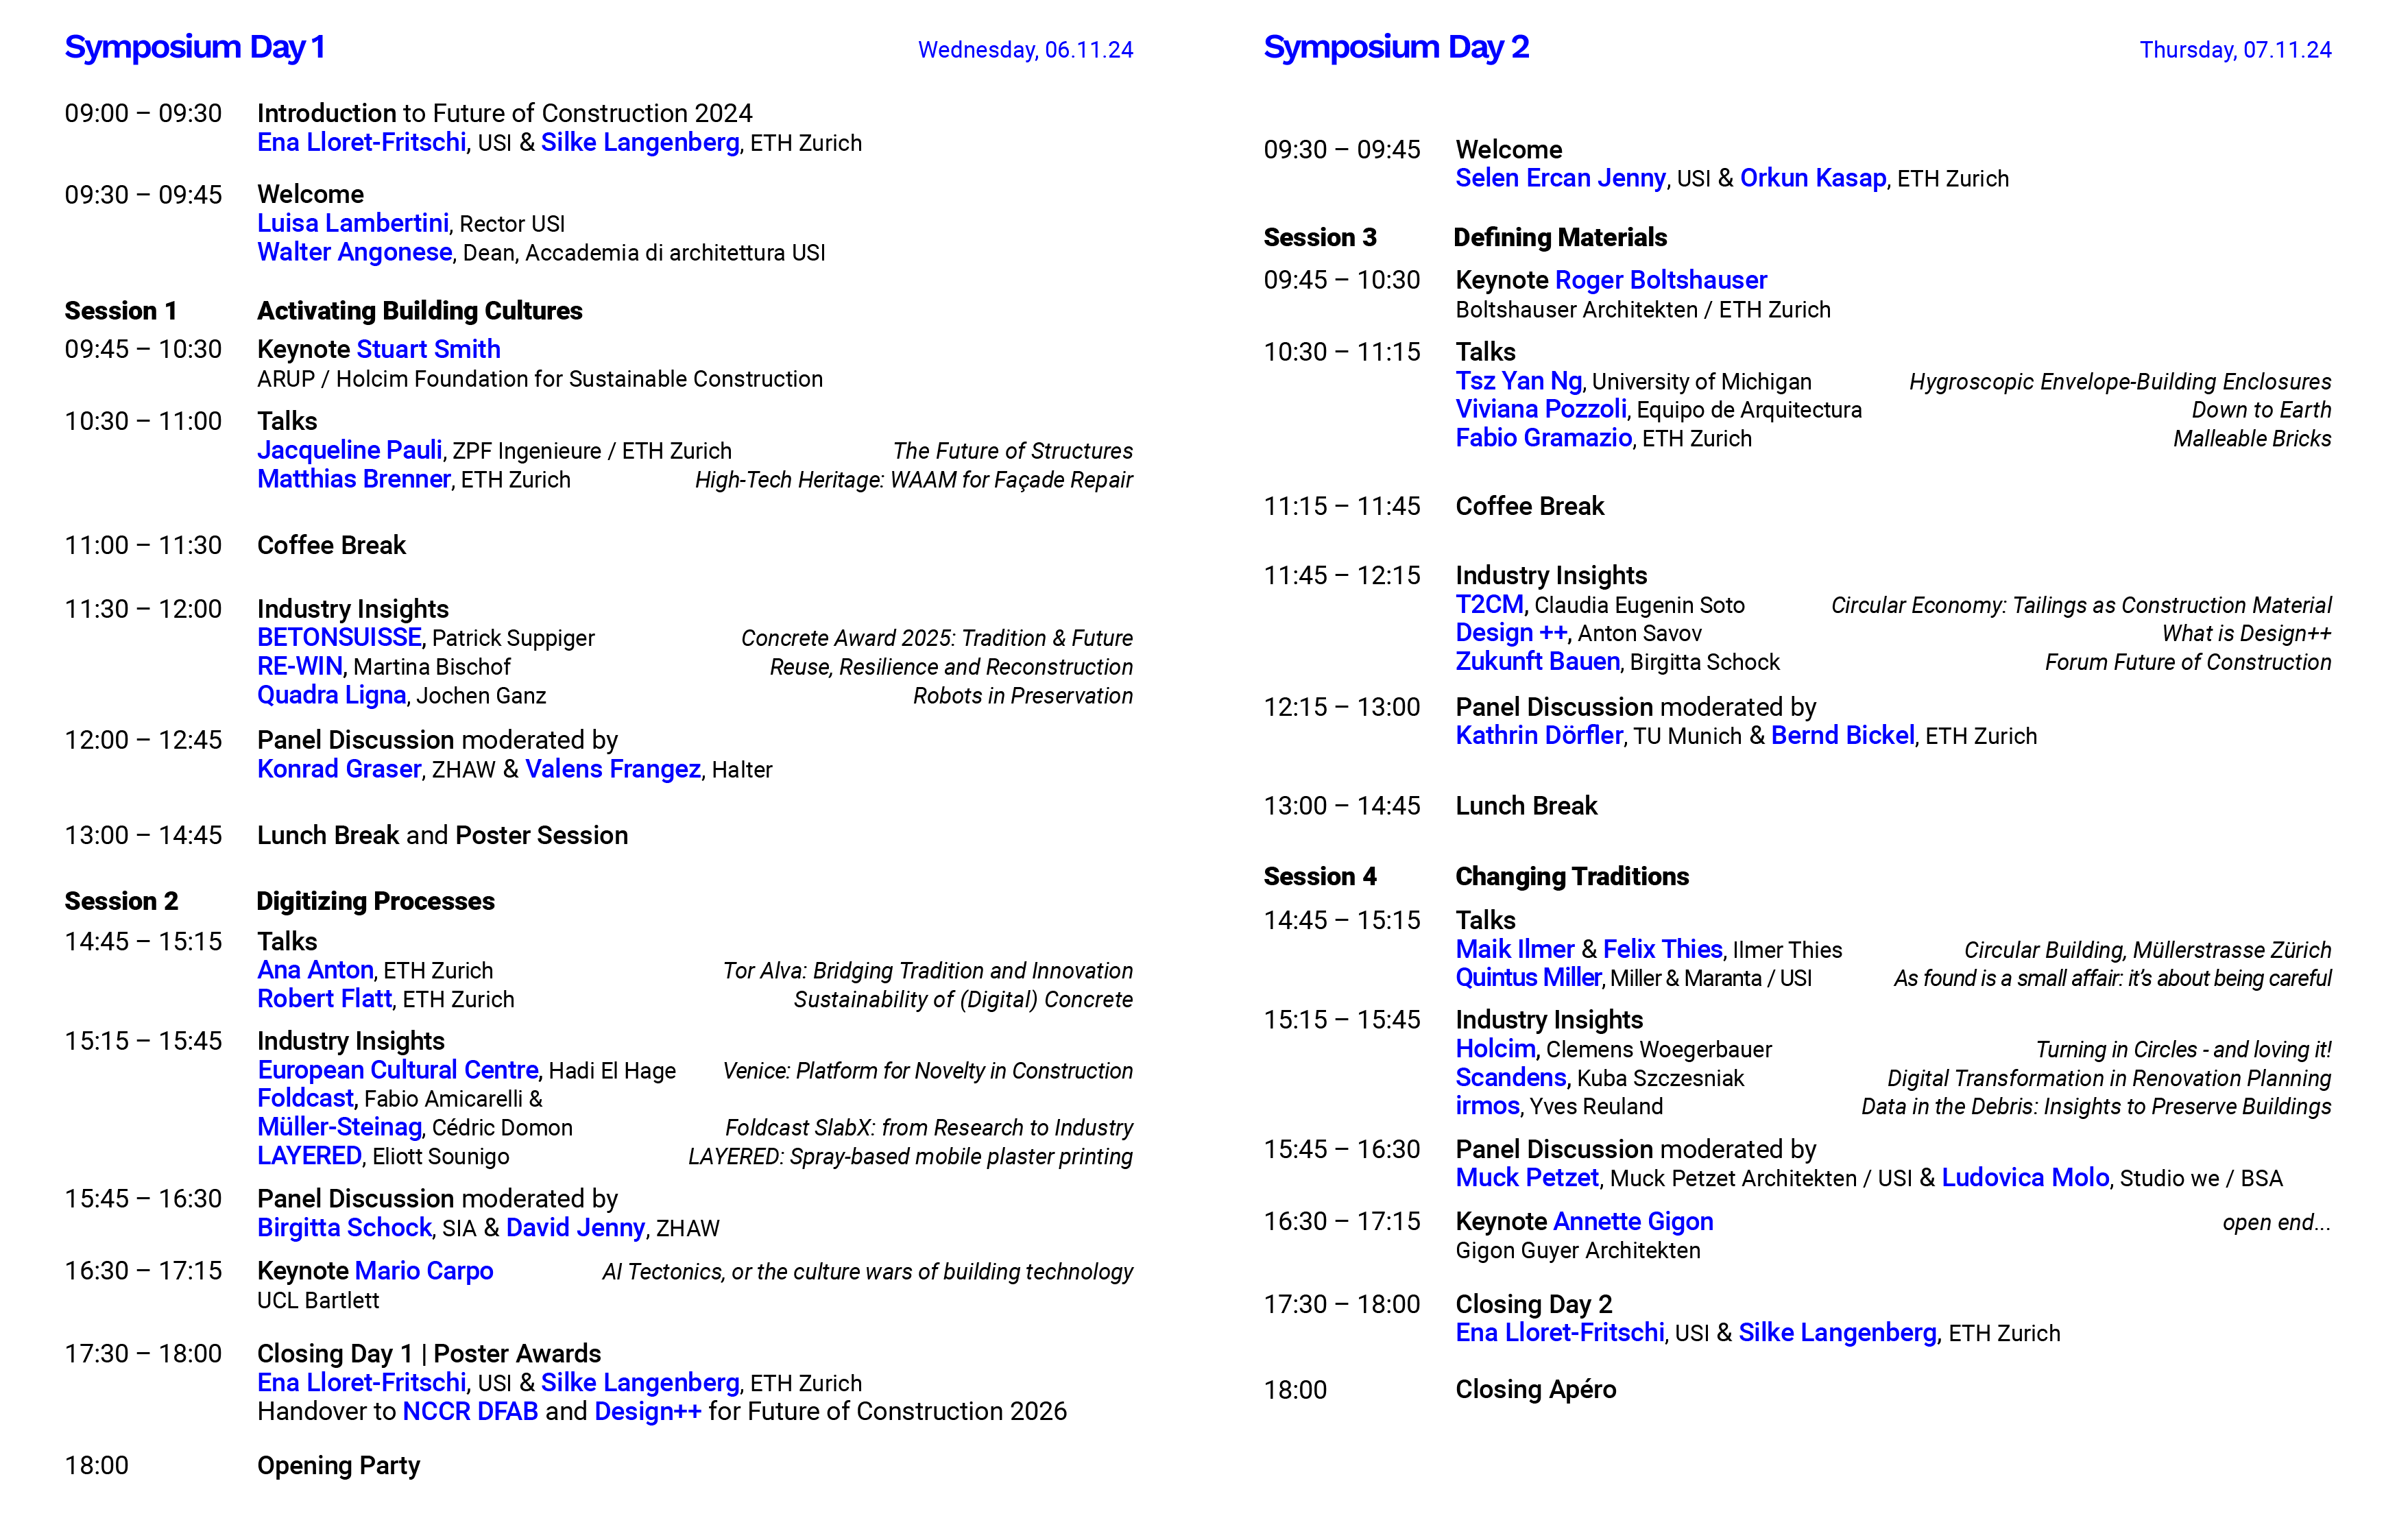 Symposium Day 1 Wednesday, 06.11.24
09:00 – 09:30 Introduction to Future of Construction 2024
Ena Lloret-Fritschi, USI & Silke Langenberg, ETH Zurich
09:30 – 09:45 Welcome
Luisa Lambertini, Rector USI
Walter Angonese, Dean, Accademia di architettura USI
Session 1 Activating Building Cultures
09:45 – 10:30 Keynote Stuart Smith
ARUP / Holcim Foundation for Sustainable Construction
10:30 – 11:00 Talks
Jacqueline Pauli, ZPF Ingenieure / ETH Zurich The Future of Structures
Matthias Brenner, ETH Zurich High-Tech Heritage: WAAM for Façade Repair
11:00 – 11:30 Coffee Break
11:30 – 12:00 Industry Insights
BETONSUISSE, Patrick Suppiger Concrete Award 2025: Tradition & Future
RE-WIN, Martina Bischof Reuse, Resilience and Reconstruction
Quadra Ligna, Jochen Ganz Robots in Preservation
12:00 – 12:45 Panel Discussion moderated by
Konrad Graser, ZHAW & Valens Frangez, Halter
13:00 – 14:45 Lunch Break and Poster Session
Session 2 Digitizing Processes
14:45 – 15:15 Talks
Ana Anton, ETH Zurich Tor Alva: Bridging Tradition and Innovation
Robert Flatt, ETH Zurich Sustainability of (Digital) Concrete
15:15 – 15:45 Industry Insights
European Cultural Centre, Hadi El Hage Venice: Platform for Novelty in Construction
Foldcast, Fabio Amicarelli &
Müller-Steinag, Cédric Domon Foldcast SlabX: from Research to Industry
LAYERED, Eliott Sounigo LAYERED: Spray-based mobile plaster printing
15:45 – 16:30 Panel Discussion moderated by
Birgitta Schock, SIA & David Jenny, ZHAW
16:30 – 17:15 Keynote Mario Carpo AI Tectonics, or the culture wars of building technology
UCL Bartlett
17:30 – 18:00 Closing Day 1 | Poster Awards
Ena Lloret-Fritschi, USI & Silke Langenberg, ETH Zurich
Handover to NCCR DFAB and Design++ for Future of Construction 2026
18:00 Opening Party
Symposium Day 2 Thursday, 07.11.24
09:30 – 09:45 Welcome
Selen Ercan Jenny, USI & Orkun Kasap, ETH Zurich
Session 3 Defining Materials
09:45 – 10:30 Keynote Roger Boltshauser
Boltshauser Architekten / ETH Zurich
10:30 – 11:15 Talks
Tsz Yan Ng, University of Michigan Hygroscopic Envelope-Building Enclosures
Viviana Pozzoli, Equipo de Arquitectura Down to Earth
Fabio Gramazio, ETH Zurich Malleable Bricks
11:15 – 11:45 Coffee Break
11:45 – 12:15 Industry Insights
T2CM, Claudia Eugenin Soto Circular Economy: Tailings as Construction Material
Design ++, Anton Savov What is Design++
Zukunft Bauen, Birgitta Schock Forum Future of Construction
12:15 – 13:00 Panel Discussion moderated by
Kathrin Dörfler, TU Munich & Bernd Bickel, ETH Zurich
13:00 – 14:45 Lunch Break
Session 4 Changing Traditions
14:45 – 15:15 Talks
Maik Ilmer & Felix Thies, Ilmer Thies Circular Building, Müllerstrasse Zürich
Quintus Miller, Miller & Maranta / USI As found is a small affair: it's about being careful
15:15 – 15:45 Industry Insights
Holcim, Clemens Woegerbauer Turning in Circles - and loving it!
Scandens, Kuba Szczesniak Digital Transformation in Renovation Planning
irmos, Yves Reuland Data in the Debris: Insights to Preserve Buildings
15:45 – 16:30 Panel Discussion moderated by
Muck Petzet, Muck Petzet Architekten / USI & Ludovica Molo, Studio we / BSA
16:30 – 17:15 Keynote Annette Gigon open end...
Gigon Guyer Architekten
17:30 – 18:00 Closing Day 2
Ena Lloret-Fritschi, USI & Silke Langenberg, ETH Zurich
18:00 Closing Apéro